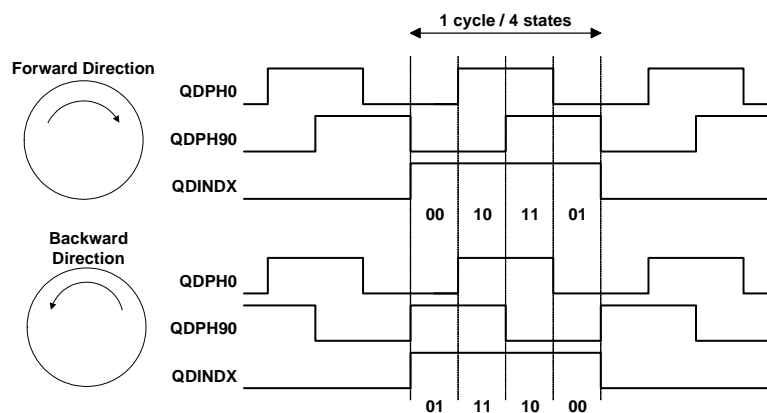 1 cycle / 4 states
Forward Direction
QDPH0
QDPH90
QDINDX
00 10 11 01
Backward
Direction
QDPH0
QDPH90
QDINDX
01 11 10 00